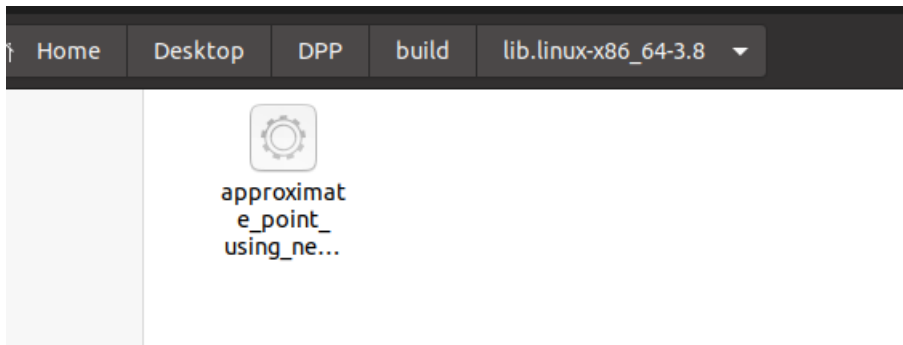 Home Desktop DPP build lib.linux-x86_64-3.8
approximat
e_point_
using_ne...